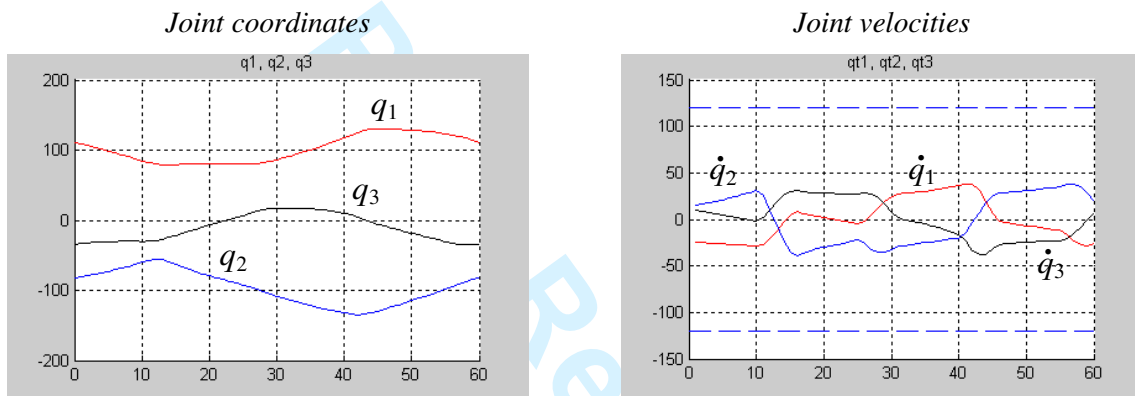 Joint coordinates
q1, q2, q3
200
100
0
-100
-200
0 10 20 30 40 50 60
q₁
q₃
q₂
Joint velocities
qt1, qt2, qt3
150
100
50
0
-50
-100
-150
0 10 20 30 40 50 60
q̇₂
q̇₁
q̇₃
Re